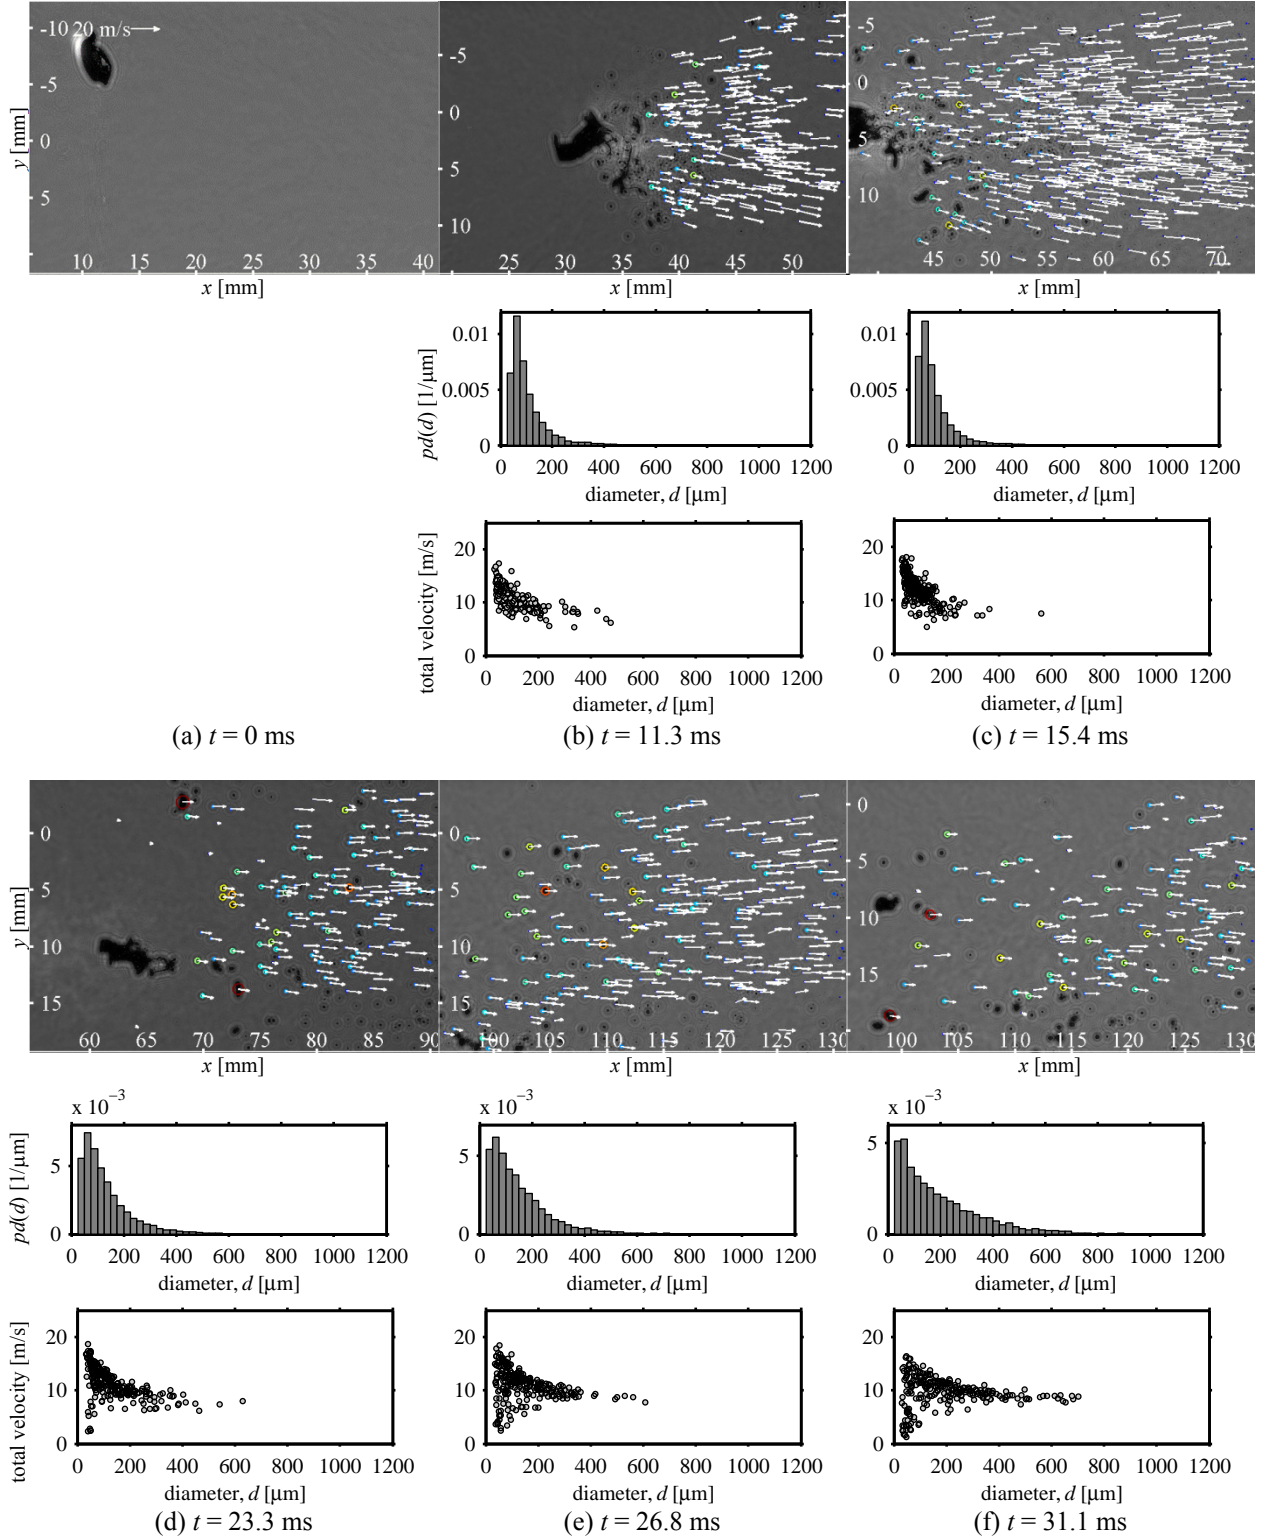 -10 20 m/s
-5
0
5
y [mm]
10 15 20 25 30 35 40
x [mm]
-5
0
5
10
25 30 35 40 45 50
x [mm]
-5
0
5
10
45 50 55 60 65 70
x [mm]
0.01
0.005
0
pd(d) [1/µm]
0 200 400 600 800 1000 1200
diameter, d [µm]
0.01
0.005
0
0 200 400 600 800 1000 1200
diameter, d [µm]
20
10
0
total velocity [m/s]
0 200 400 600 800 1000 1200
diameter, d [µm]
20
10
0
0 200 400 600 800 1000 1200
diameter, d [µm]
(a) t = 0 ms
(b) t = 11.3 ms
(c) t = 15.4 ms
0
5
10
15
y [mm]
60 65 70 75 80 85 90
x [mm]
0
5
10
15
100 105 110 115 120 125 130
x [mm]
0
5
10
15
100 105 110 115 120 125 130
x [mm]
x 10⁻³
5
0
pd(d) [1/µm]
0 200 400 600 800 1000 1200
diameter, d [µm]
x 10⁻³
5
0
0 200 400 600 800 1000 1200
diameter, d [µm]
x 10⁻³
5
0
0 200 400 600 800 1000 1200
diameter, d [µm]
20
10
0
total velocity [m/s]
0 200 400 600 800 1000 1200
diameter, d [µm]
20
10
0
0 200 400 600 800 1000 1200
diameter, d [µm]
20
10
0
0 200 400 600 800 1000 1200
diameter, d [µm]
(d) t = 23.3 ms
(e) t = 26.8 ms
(f) t = 31.1 ms